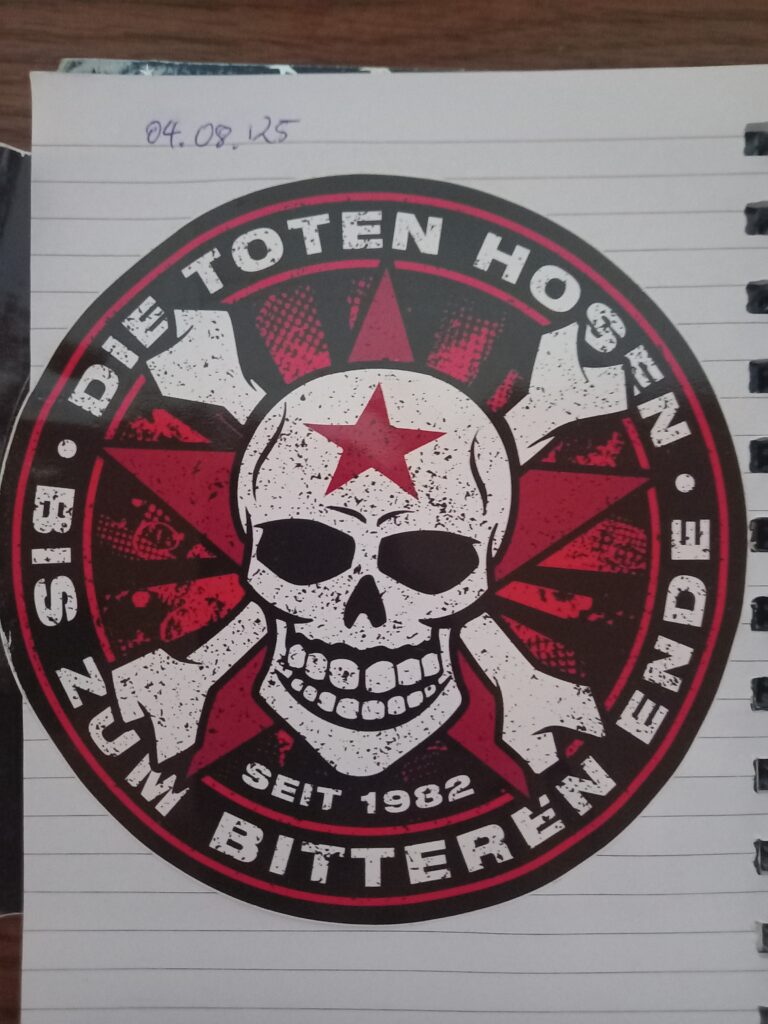 04.08.'25
DIE TOTEN HOSEN
• BIS ZUM BITTEREN ENDE •
SEIT 1982